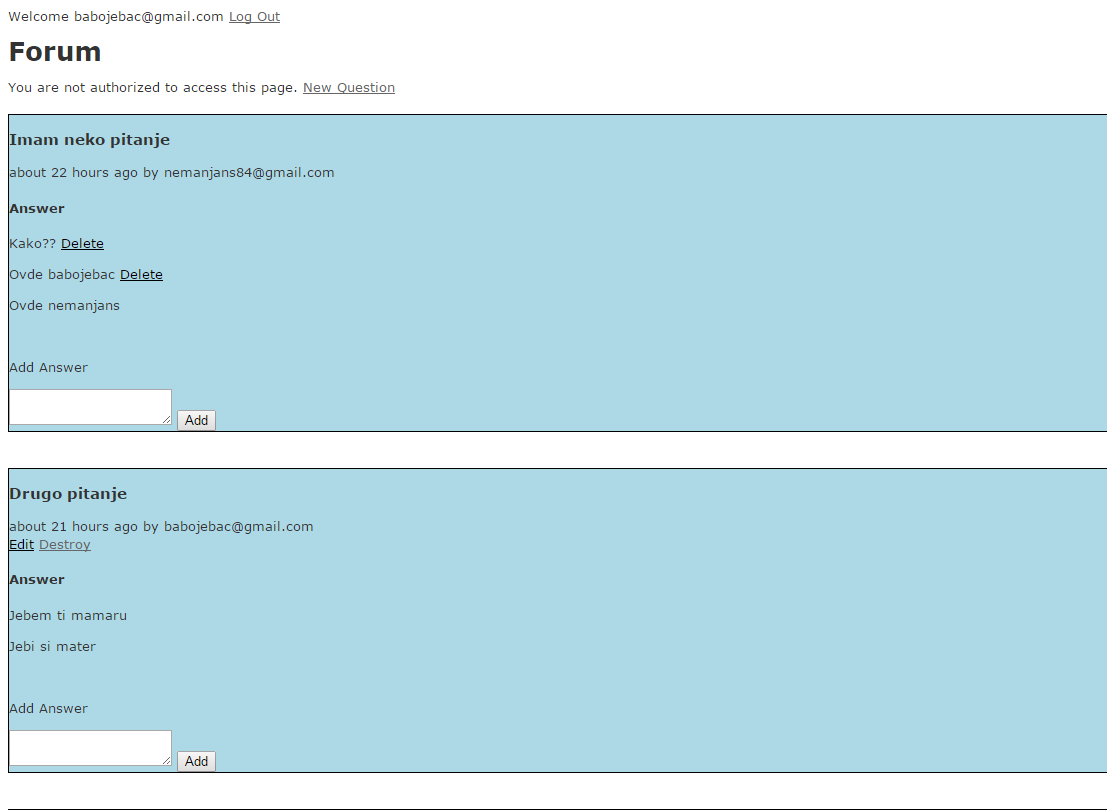 Welcome babojebac@gmail.com Log Out
Forum
You are not authorized to access this page. New Question
Imam neko pitanje
about 22 hours ago by nemanjans84@gmail.com
Answer
Kako?? Delete
Ovde babojebac Delete
Ovde nemanjans
Add Answer
Add
Drugo pitanje
about 21 hours ago by babojebac@gmail.com
Edit Destroy
Answer
Jebem ti mamaru
Jebi si mater
Add Answer
Add